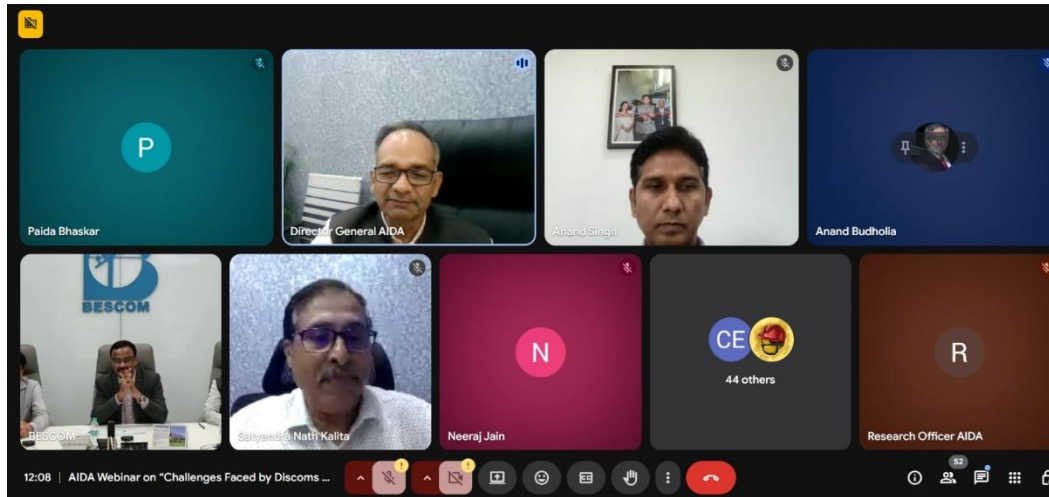 P
Paida Bhaskar
Director General AIDA
Anand Singh
Anand Budholia
BESCOM
BESCOM
Satyendra Nath Kalita
N
Neeraj Jain
CE
44 others
R
Research Officer AIDA
12:08 | AIDA Webinar on "Challenges Faced by Discoms ...
!
!
CC
52